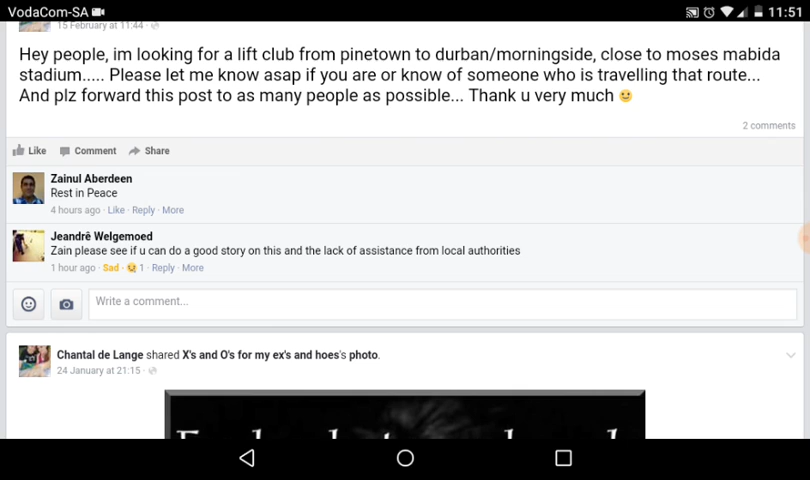 VodaCom-SA 11:51
15 February at 11:44 ·
Hey people, im looking for a lift club from pinetown to durban/morningside, close to moses mabida
stadium..... Please let me know asap if you are or know of someone who is travelling that route...
And plz forward this post to as many people as possible... Thank u very much 🙂
2 comments
Like Comment Share
Zainul Aberdeen
Rest in Peace
4 hours ago · Like · Reply · More
Jeandrē Welgemoed
Zain please see if u can do a good story on this and the lack of assistance from local authorities
1 hour ago · Sad · 😢 1 · Reply · More
Write a comment...
Chantal de Lange shared X's and O's for my ex's and hoes's photo.
24 January at 21:15 ·